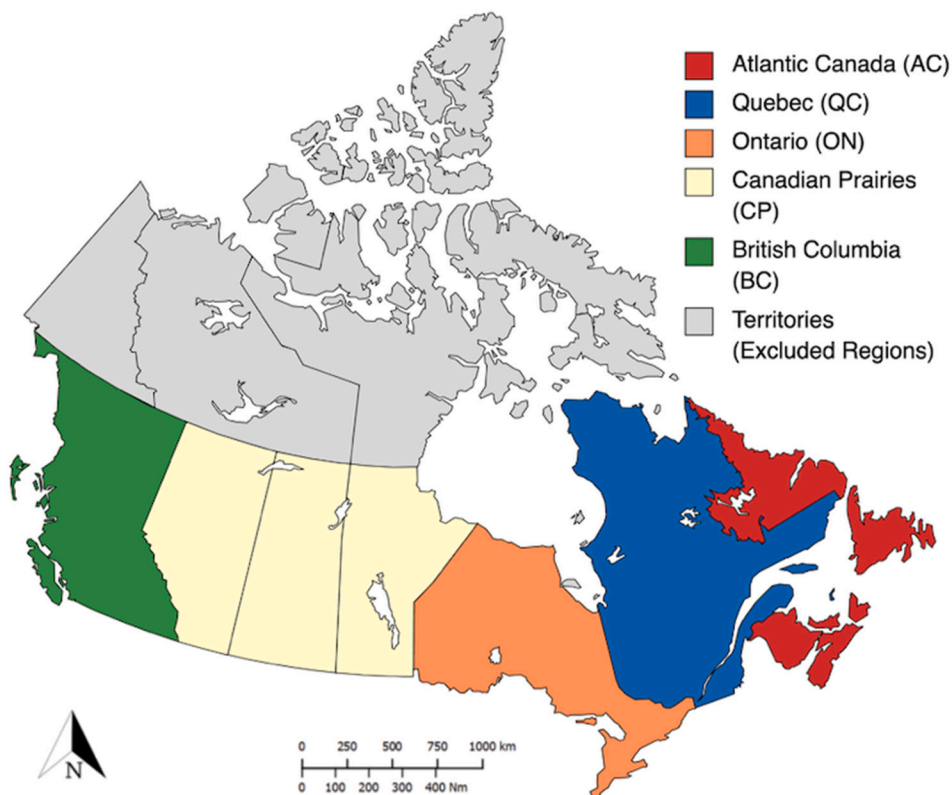 Atlantic Canada (AC)
Quebec (QC)
Ontario (ON)
Canadian Prairies
(CP)
British Columbia
(BC)
Territories
(Excluded Regions)
N
0 250 500 750 1000 km
0 100 200 300 400 Nm